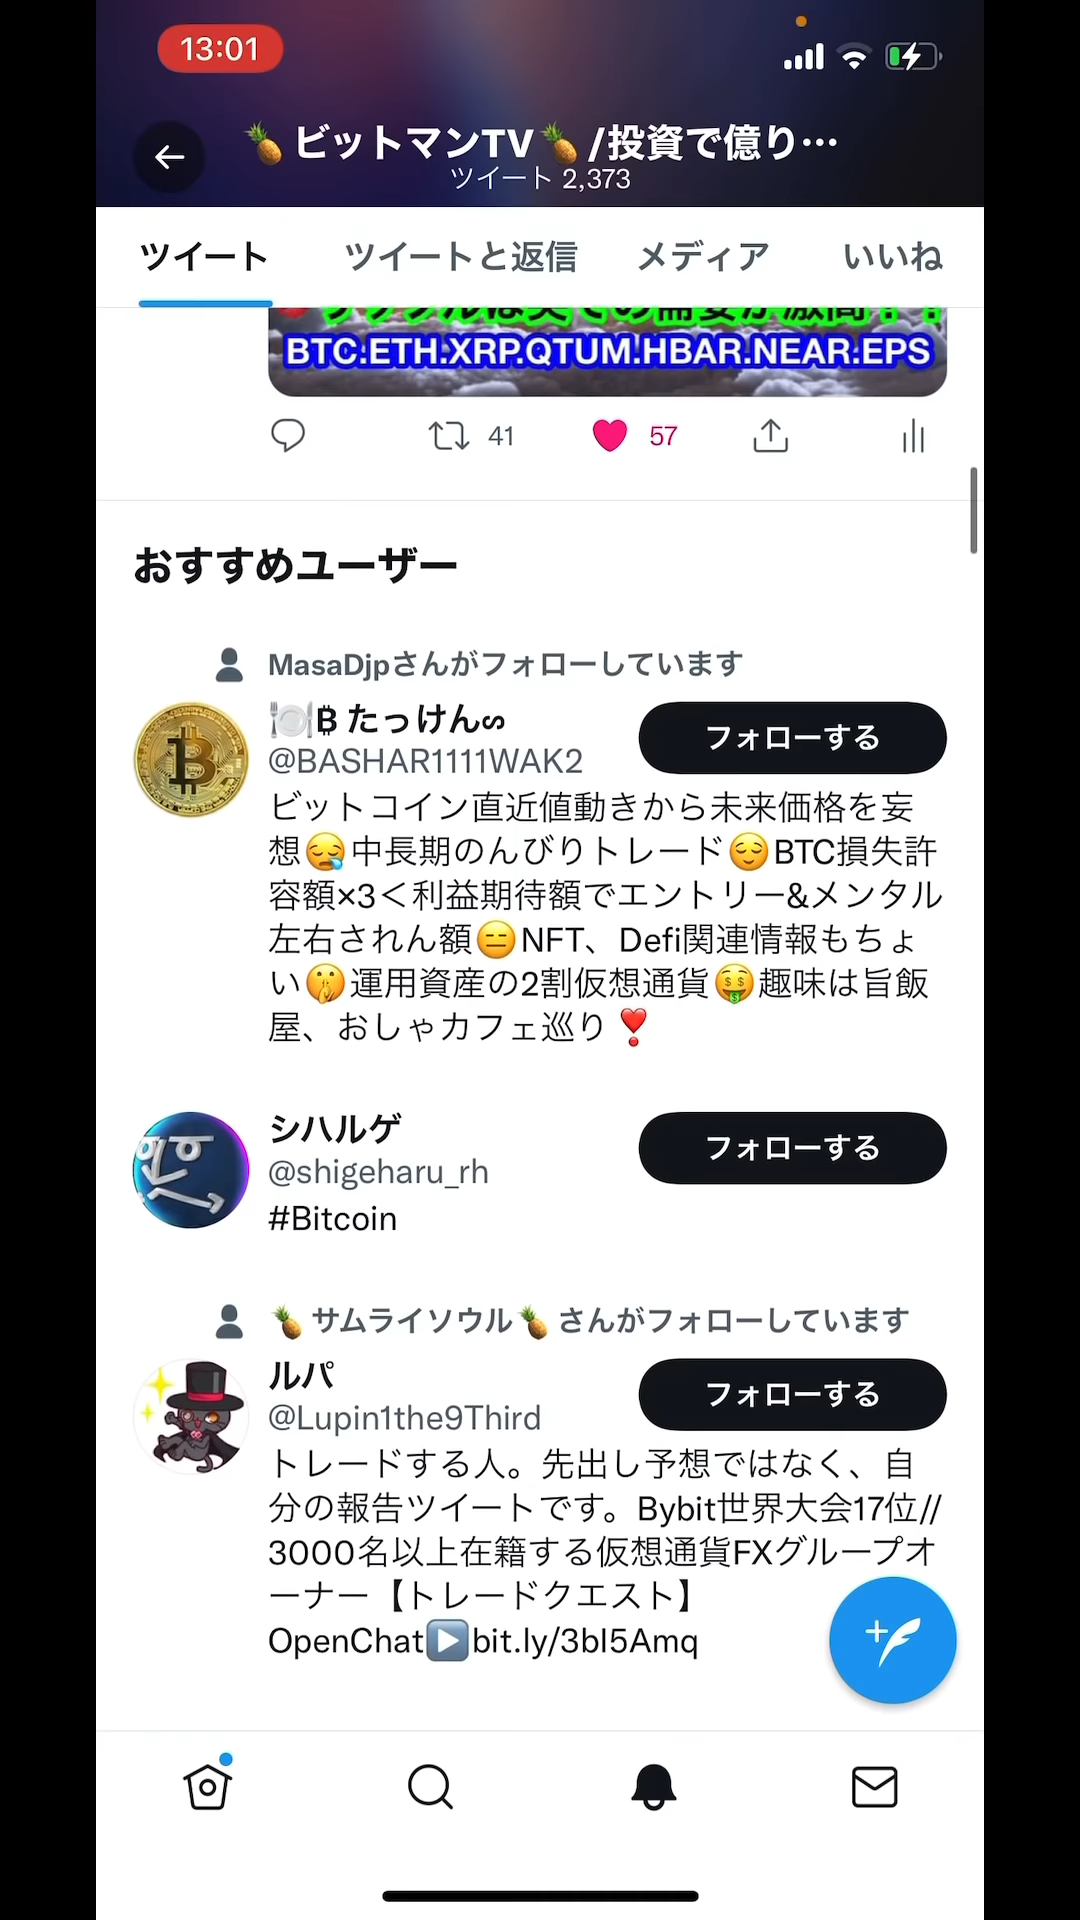 13:01
🍍ビットマンTV🍍/投資で億り…
ツイート 2,373
ツイート ツイートと返信 メディア いいね
BTC.ETH.XRP.QTUM.HBAR.NEAR.EPS
41 57
おすすめユーザー
MasaDjpさんがフォローしています
🍽️₿ たっけん∽
フォローする
@BASHAR1111WAK2
ビットコイン直近値動きから未来価格を妄
想😪中長期のんびりトレード😌BTC損失許
容額×3＜利益期待額でエントリー&メンタル
左右されん額😑NFT、Defi関連情報もちょ
い🤫運用資産の2割仮想通貨🤑趣味は旨飯
屋、おしゃカフェ巡り❣️
シハルゲ
フォローする
@shigeharu_rh
#Bitcoin
🍍サムライソウル🍍さんがフォローしています
ルパ
フォローする
@Lupin1the9Third
トレードする人。先出し予想ではなく、自
分の報告ツイートです。Bybit世界大会17位//
3000名以上在籍する仮想通貨FXグループオ
ーナー【トレードクエスト】
OpenChat▶️bit.ly/3bI5Amq